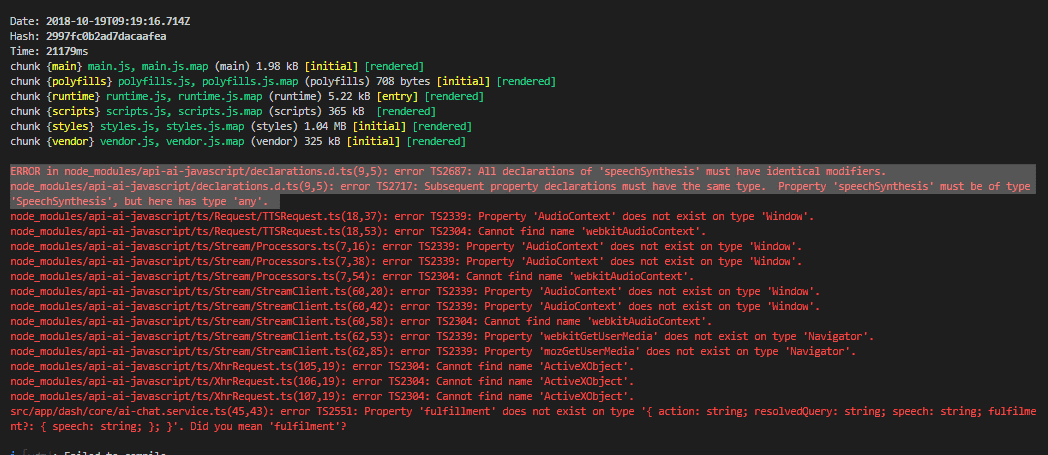 Date: 2018-10-19T09:19:16.714Z
Hash: 2997fc0b2ad7dacaafea
Time: 21179ms
chunk {main} main.js, main.js.map (main) 1.98 kB [initial] [rendered]
chunk {polyfills} polyfills.js, polyfills.js.map (polyfills) 708 bytes [initial] [rendered]
chunk {runtime} runtime.js, runtime.js.map (runtime) 5.22 kB [entry] [rendered]
chunk {scripts} scripts.js, scripts.js.map (scripts) 365 kB  [rendered]
chunk {styles} styles.js, styles.js.map (styles) 1.04 MB [initial] [rendered]
chunk {vendor} vendor.js, vendor.js.map (vendor) 325 kB [initial] [rendered]
ERROR in node_modules/api-ai-javascript/declarations.d.ts(9,5): error TS2687: All declarations of 'speechSynthesis' must have identical modifiers.
node_modules/api-ai-javascript/declarations.d.ts(9,5): error TS2717: Subsequent property declarations must have the same type.  Property 'speechSynthesis' must be of type
'SpeechSynthesis', but here has type 'any'.
node_modules/api-ai-javascript/ts/Request/TTSRequest.ts(18,37): error TS2339: Property 'AudioContext' does not exist on type 'Window'.
node_modules/api-ai-javascript/ts/Request/TTSRequest.ts(18,53): error TS2304: Cannot find name 'webkitAudioContext'.
node_modules/api-ai-javascript/ts/Stream/Processors.ts(7,16): error TS2339: Property 'AudioContext' does not exist on type 'Window'.
node_modules/api-ai-javascript/ts/Stream/Processors.ts(7,38): error TS2339: Property 'AudioContext' does not exist on type 'Window'.
node_modules/api-ai-javascript/ts/Stream/Processors.ts(7,54): error TS2304: Cannot find name 'webkitAudioContext'.
node_modules/api-ai-javascript/ts/Stream/StreamClient.ts(60,20): error TS2339: Property 'AudioContext' does not exist on type 'Window'.
node_modules/api-ai-javascript/ts/Stream/StreamClient.ts(60,42): error TS2339: Property 'AudioContext' does not exist on type 'Window'.
node_modules/api-ai-javascript/ts/Stream/StreamClient.ts(60,58): error TS2304: Cannot find name 'webkitAudioContext'.
node_modules/api-ai-javascript/ts/Stream/StreamClient.ts(62,53): error TS2339: Property 'webkitGetUserMedia' does not exist on type 'Navigator'.
node_modules/api-ai-javascript/ts/Stream/StreamClient.ts(62,85): error TS2339: Property 'mozGetUserMedia' does not exist on type 'Navigator'.
node_modules/api-ai-javascript/ts/XhrRequest.ts(105,19): error TS2304: Cannot find name 'ActiveXObject'.
node_modules/api-ai-javascript/ts/XhrRequest.ts(106,19): error TS2304: Cannot find name 'ActiveXObject'.
node_modules/api-ai-javascript/ts/XhrRequest.ts(107,19): error TS2304: Cannot find name 'ActiveXObject'.
src/app/dash/core/ai-chat.service.ts(45,43): error TS2551: Property 'fulfillment' does not exist on type '{ action: string; resolvedQuery: string; speech: string; fulfilme
nt?: { speech: string; }; }'. Did you mean 'fulfilment'?